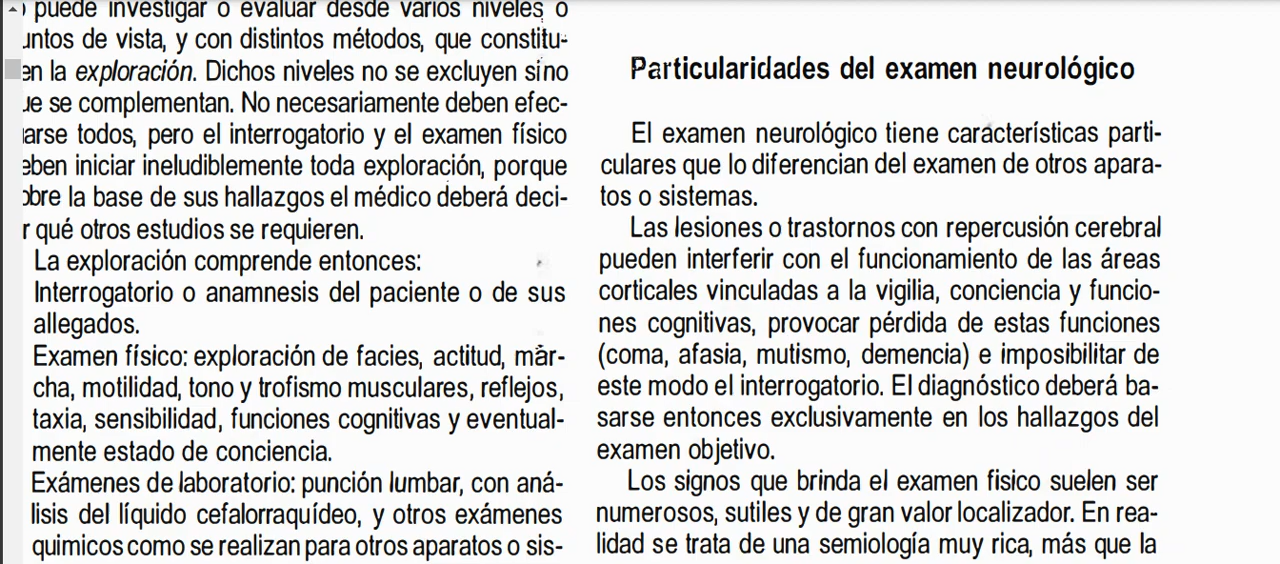 puede investigar o evaluar desde varios niveles o
untos de vista, y con distintos métodos, que constitu-
en la exploración. Dichos niveles no se excluyen sino
ue se complementan. No necesariamente deben efec-
arse todos, pero el interrogatorio y el examen físico
eben iniciar ineludiblemente toda exploración, porque
obre la base de sus hallazgos el médico deberá deci-
r qué otros estudios se requieren.
La exploración comprende entonces:
Interrogatorio o anamnesis del paciente o de sus
allegados.
Examen físico: exploración de facies, actitud, mar-
cha, motilidad, tono y trofismo musculares, reflejos,
taxia, sensibilidad, funciones cognitivas y eventual-
mente estado de conciencia.
Exámenes de laboratorio: punción lumbar, con aná-
lisis del líquido cefalorraquídeo, y otros exámenes
quimicos como se realizan para otros aparatos o sis-
Particularidades del examen neurológico
El examen neurológico tiene características parti-
culares que lo diferencian del examen de otros apara-
tos o sistemas.
Las lesiones o trastornos con repercusión cerebral
pueden interferir con el funcionamiento de las áreas
corticales vinculadas a la vigilia, conciencia y funcio-
nes cognitivas, provocar pérdida de estas funciones
(coma, afasia, mutismo, demencia) e imposibilitar de
este modo el interrogatorio. El diagnóstico deberá ba-
sarse entonces exclusivamente en los hallazgos del
examen objetivo.
Los signos que brinda el examen fisico suelen ser
numerosos, sutiles y de gran valor localizador. En rea-
lidad se trata de una semiología muy rica, más que la